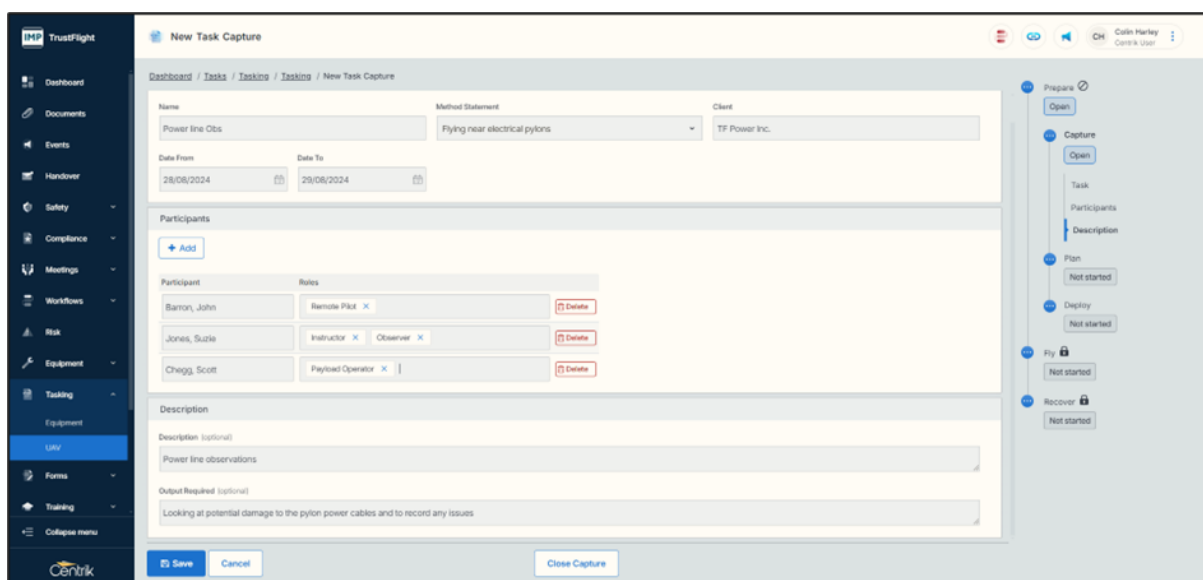 IMP TrustFlight
New Task Capture
CH Colin Harley
Centrik User
Dashboard
Documents
Events
Handover
Safety
Compliance
Meetings
Workflows
Risk
Equipment
Tasking
Equipment
UAV
Forms
Training
Collapse menu
Centrik
Dashboard / Tasks / Tasking / Tasking / New Task Capture
Name Method Statement Client
Power line Obs Flying near electrical pylons TF Power Inc.
Date From Date To
28/08/2024 29/08/2024
Participants
+ Add
Participant Roles
Barron, John Remote Pilot X Delete
Jones, Suzie Instructor X Observer X Delete
Chegg, Scott Payload Operator X Delete
Description
Description (optional)
Power line observations
Output Required (optional)
Looking at potential damage to the pylon power cables and to record any issues
Save Cancel Close Capture
Prepare
Open
Capture
Open
Task
Participants
Description
Plan
Not started
Deploy
Not started
Fly
Not started
Recover
Not started